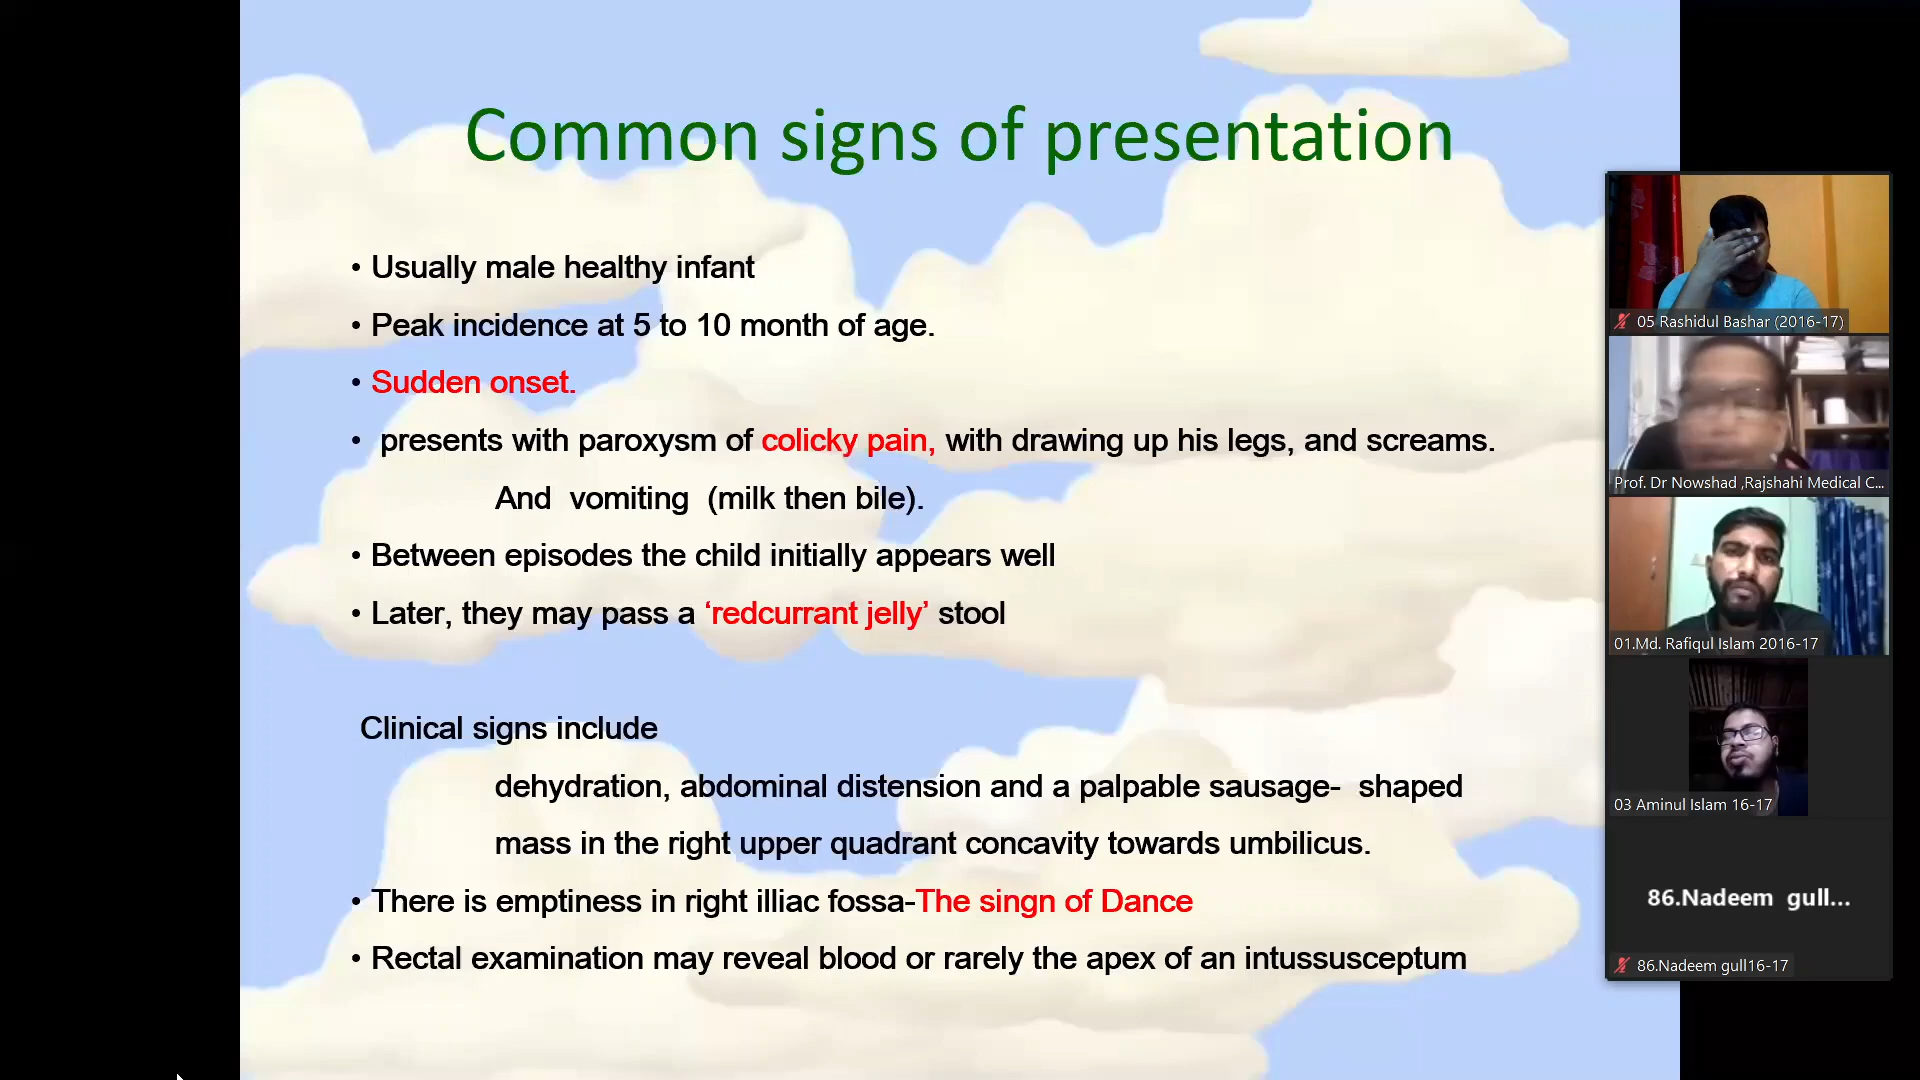 Common signs of presentation
• Usually male healthy infant
• Peak incidence at 5 to 10 month of age.
• Sudden onset.
• presents with paroxysm of colicky pain, with drawing up his legs, and screams.
And vomiting (milk then bile).
• Between episodes the child initially appears well
• Later, they may pass a ‘redcurrant jelly’ stool
Clinical signs include
dehydration, abdominal distension and a palpable sausage- shaped
mass in the right upper quadrant concavity towards umbilicus.
• There is emptiness in right illiac fossa-The singn of Dance
• Rectal examination may reveal blood or rarely the apex of an intussusceptum
05 Rashidul Bashar (2016-17)
Prof. Dr Nowshad ,Rajshahi Medical C...
01.Md. Rafiqul Islam 2016-17
03 Aminul Islam 16-17
86.Nadeem gull...
86.Nadeem gull16-17